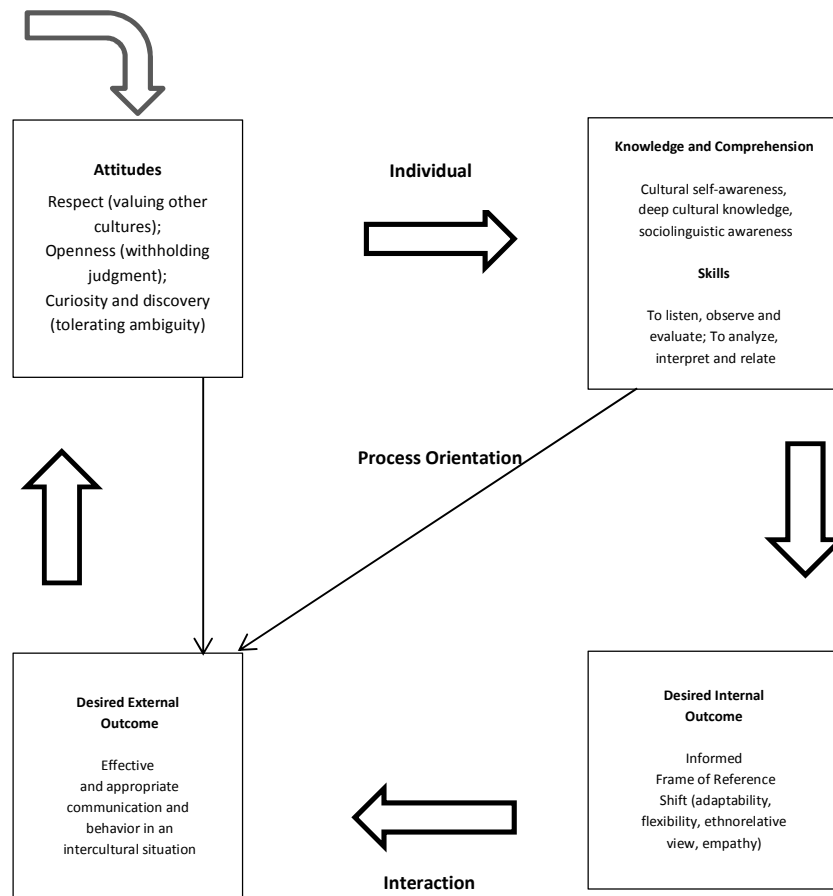 Attitudes
Respect (valuing other
cultures);
Openness (withholding
judgment);
Curiosity and discovery
(tolerating ambiguity)
Individual
Knowledge and Comprehension
Cultural self-awareness,
deep cultural knowledge,
sociolinguistic awareness
Skills
To listen, observe and
evaluate; To analyze,
interpret and relate
Process Orientation
Desired External
Outcome
Effective
and appropriate
communication and
behavior in an
intercultural situation
Desired Internal
Outcome
Informed
Frame of Reference
Shift (adaptability,
flexibility, ethnorelative
view, empathy)
Interaction